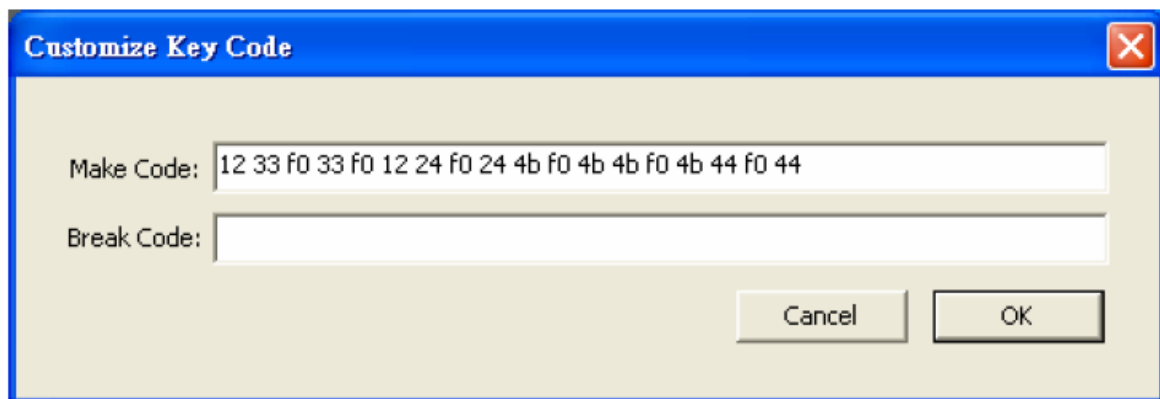 Customize Key Code
Make Code: 12 33 f0 33 f0 12 24 f0 24 4b f0 4b 4b f0 4b 44 f0 44
Break Code:
Cancel OK